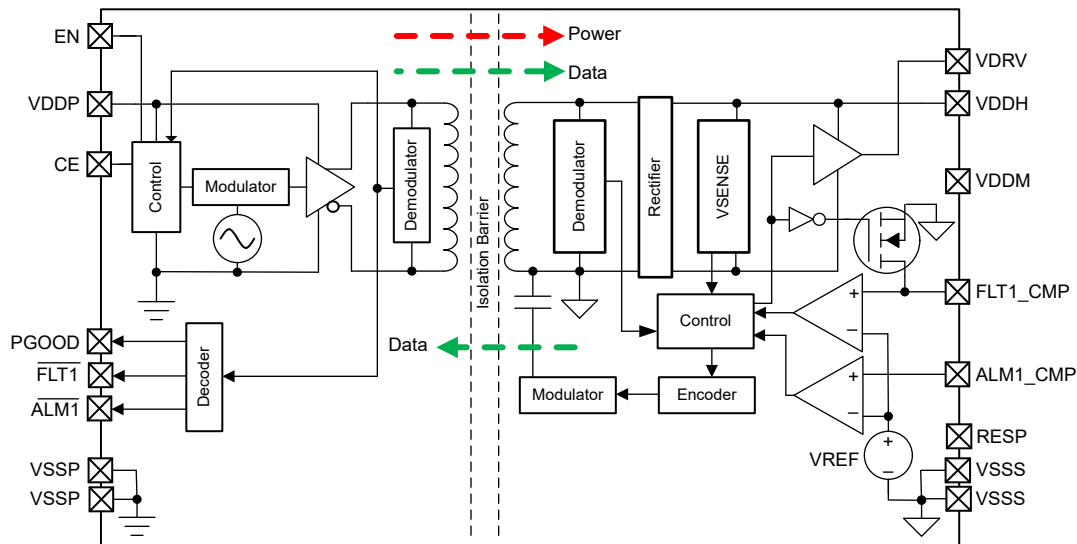 EN
VDDP
CE
Control
Modulator
Demodulator
Power
Data
Isolation Barrier
Data
PGOOD
FLT1
ALM1
Decoder
VSSP
VSSP
Demodulator
Rectifier
VSENSE
Control
Modulator
Encoder
+
−
+
−
VREF
+
−
VDRV
VDDH
VDDM
FLT1_CMP
ALM1_CMP
RESP
VSSS
VSSS